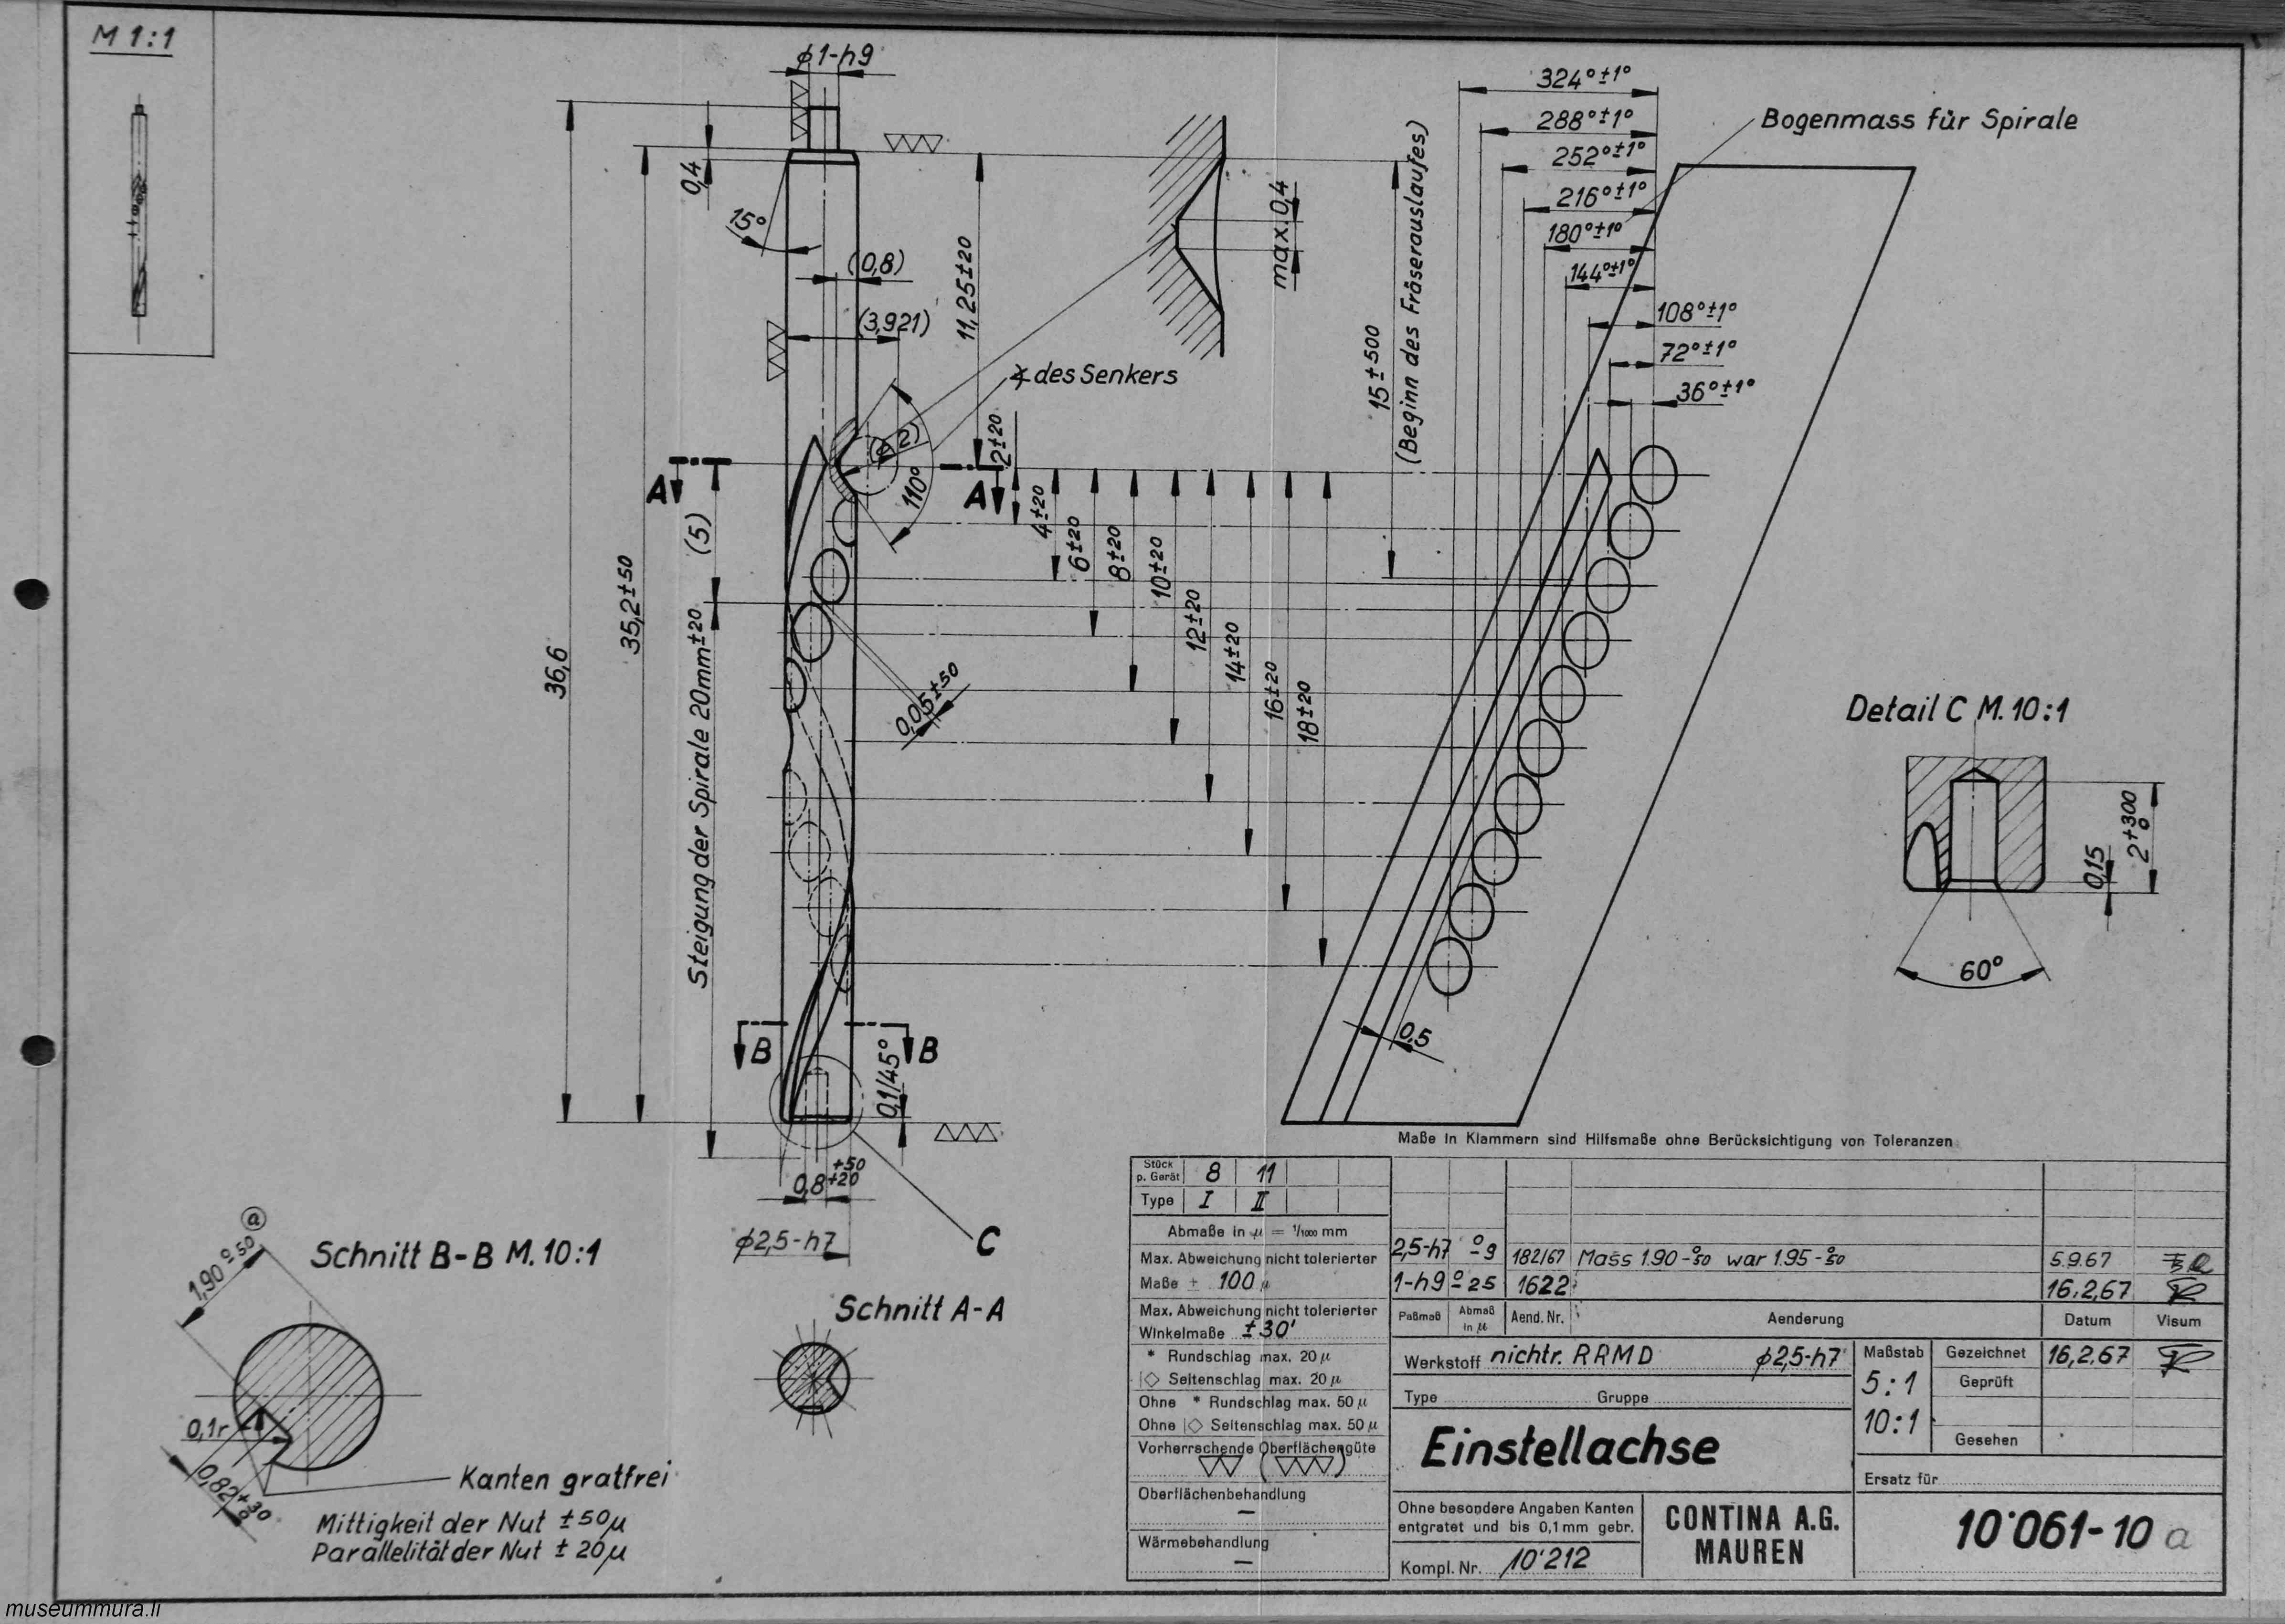 M 1:1
ϕ1-h9
0,4
15°
(0,8)
(3,921)
11,25±20
∡ des Senkers
(ϕ2)
110°
max. 0,4
A
A
(5)
36,6
35,2±50
Steigung der Spirale 20mm±20
0,05±50
2±20
4±20
6±20
8±20
10±20
12±20
14±20
16±20
18±20
15±500
(Beginn des Fräserauslaufes)
324°±1°
288°±1°
252°±1°
216°±1°
180°±1°
144°±1°
108°±1°
72°±1°
36°±1°
Bogenmass für Spirale
0,5
B
B
0,1/45°
0,8 +50 +20
ϕ2,5-h7
C
Detail C M. 10:1
0,15
2 +300 0
60°
Schnitt B-B M. 10:1
1,90 0 -50
a
0,1r
0,82 +30 0
Kanten gratfrei
Mittigkeit der Nut ±50μ
Parallelität der Nut ±20μ
Schnitt A-A
Maße in Klammern sind Hilfsmaße ohne Berücksichtigung von Toleranzen
Stück p. Gerät 8 11
Type I II
Abmaße in μ = 1/1000 mm
Max. Abweichung nicht tolerierter
Maße ± 100 μ
Max. Abweichung nicht tolerierter
Winkelmaße ±30'
* Rundschlag max. 20 μ
|◇ Seitenschlag max. 20 μ
Ohne * Rundschlag max. 50 μ
Ohne |◇ Seitenschlag max. 50 μ
Vorherrschende Oberflächengüte
▽▽ (▽▽▽)
Oberflächenbehandlung
—
Wärmebehandlung
—
2,5-h7 0 -9 182/67 Mass 1.90 -0/50 war 1.95 -0/50 5.9.67
1-h9 0 -25 1622 16.2.67
Paßmaß Abmaß in μ Aend. Nr. Aenderung Datum Visum
Werkstoff nichtr. RRMD ϕ2,5-h7
Type Gruppe
Maßstab
5:1
10:1
Gezeichnet 16.2.67
Geprüft
Gesehen
Einstellachse
Ersatz für
Ohne besondere Angaben Kanten
entgratet und bis 0,1 mm gebr.
Kompl. Nr. 10'212
CONTINA A.G.
MAUREN
10'061-10 a
museummura.li